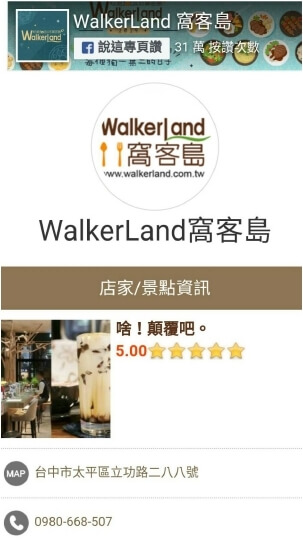 WalkerLand
WalkerLand 窩客島
說這專頁讚
31 萬 按讚次數
WalkerLand
窩客島
www.walkerland.com.tw
WalkerLand窩客島
店家/景點資訊
啥！顛覆吧。
5.00
MAP
台中市太平區立功路二八八號
0980-668-507